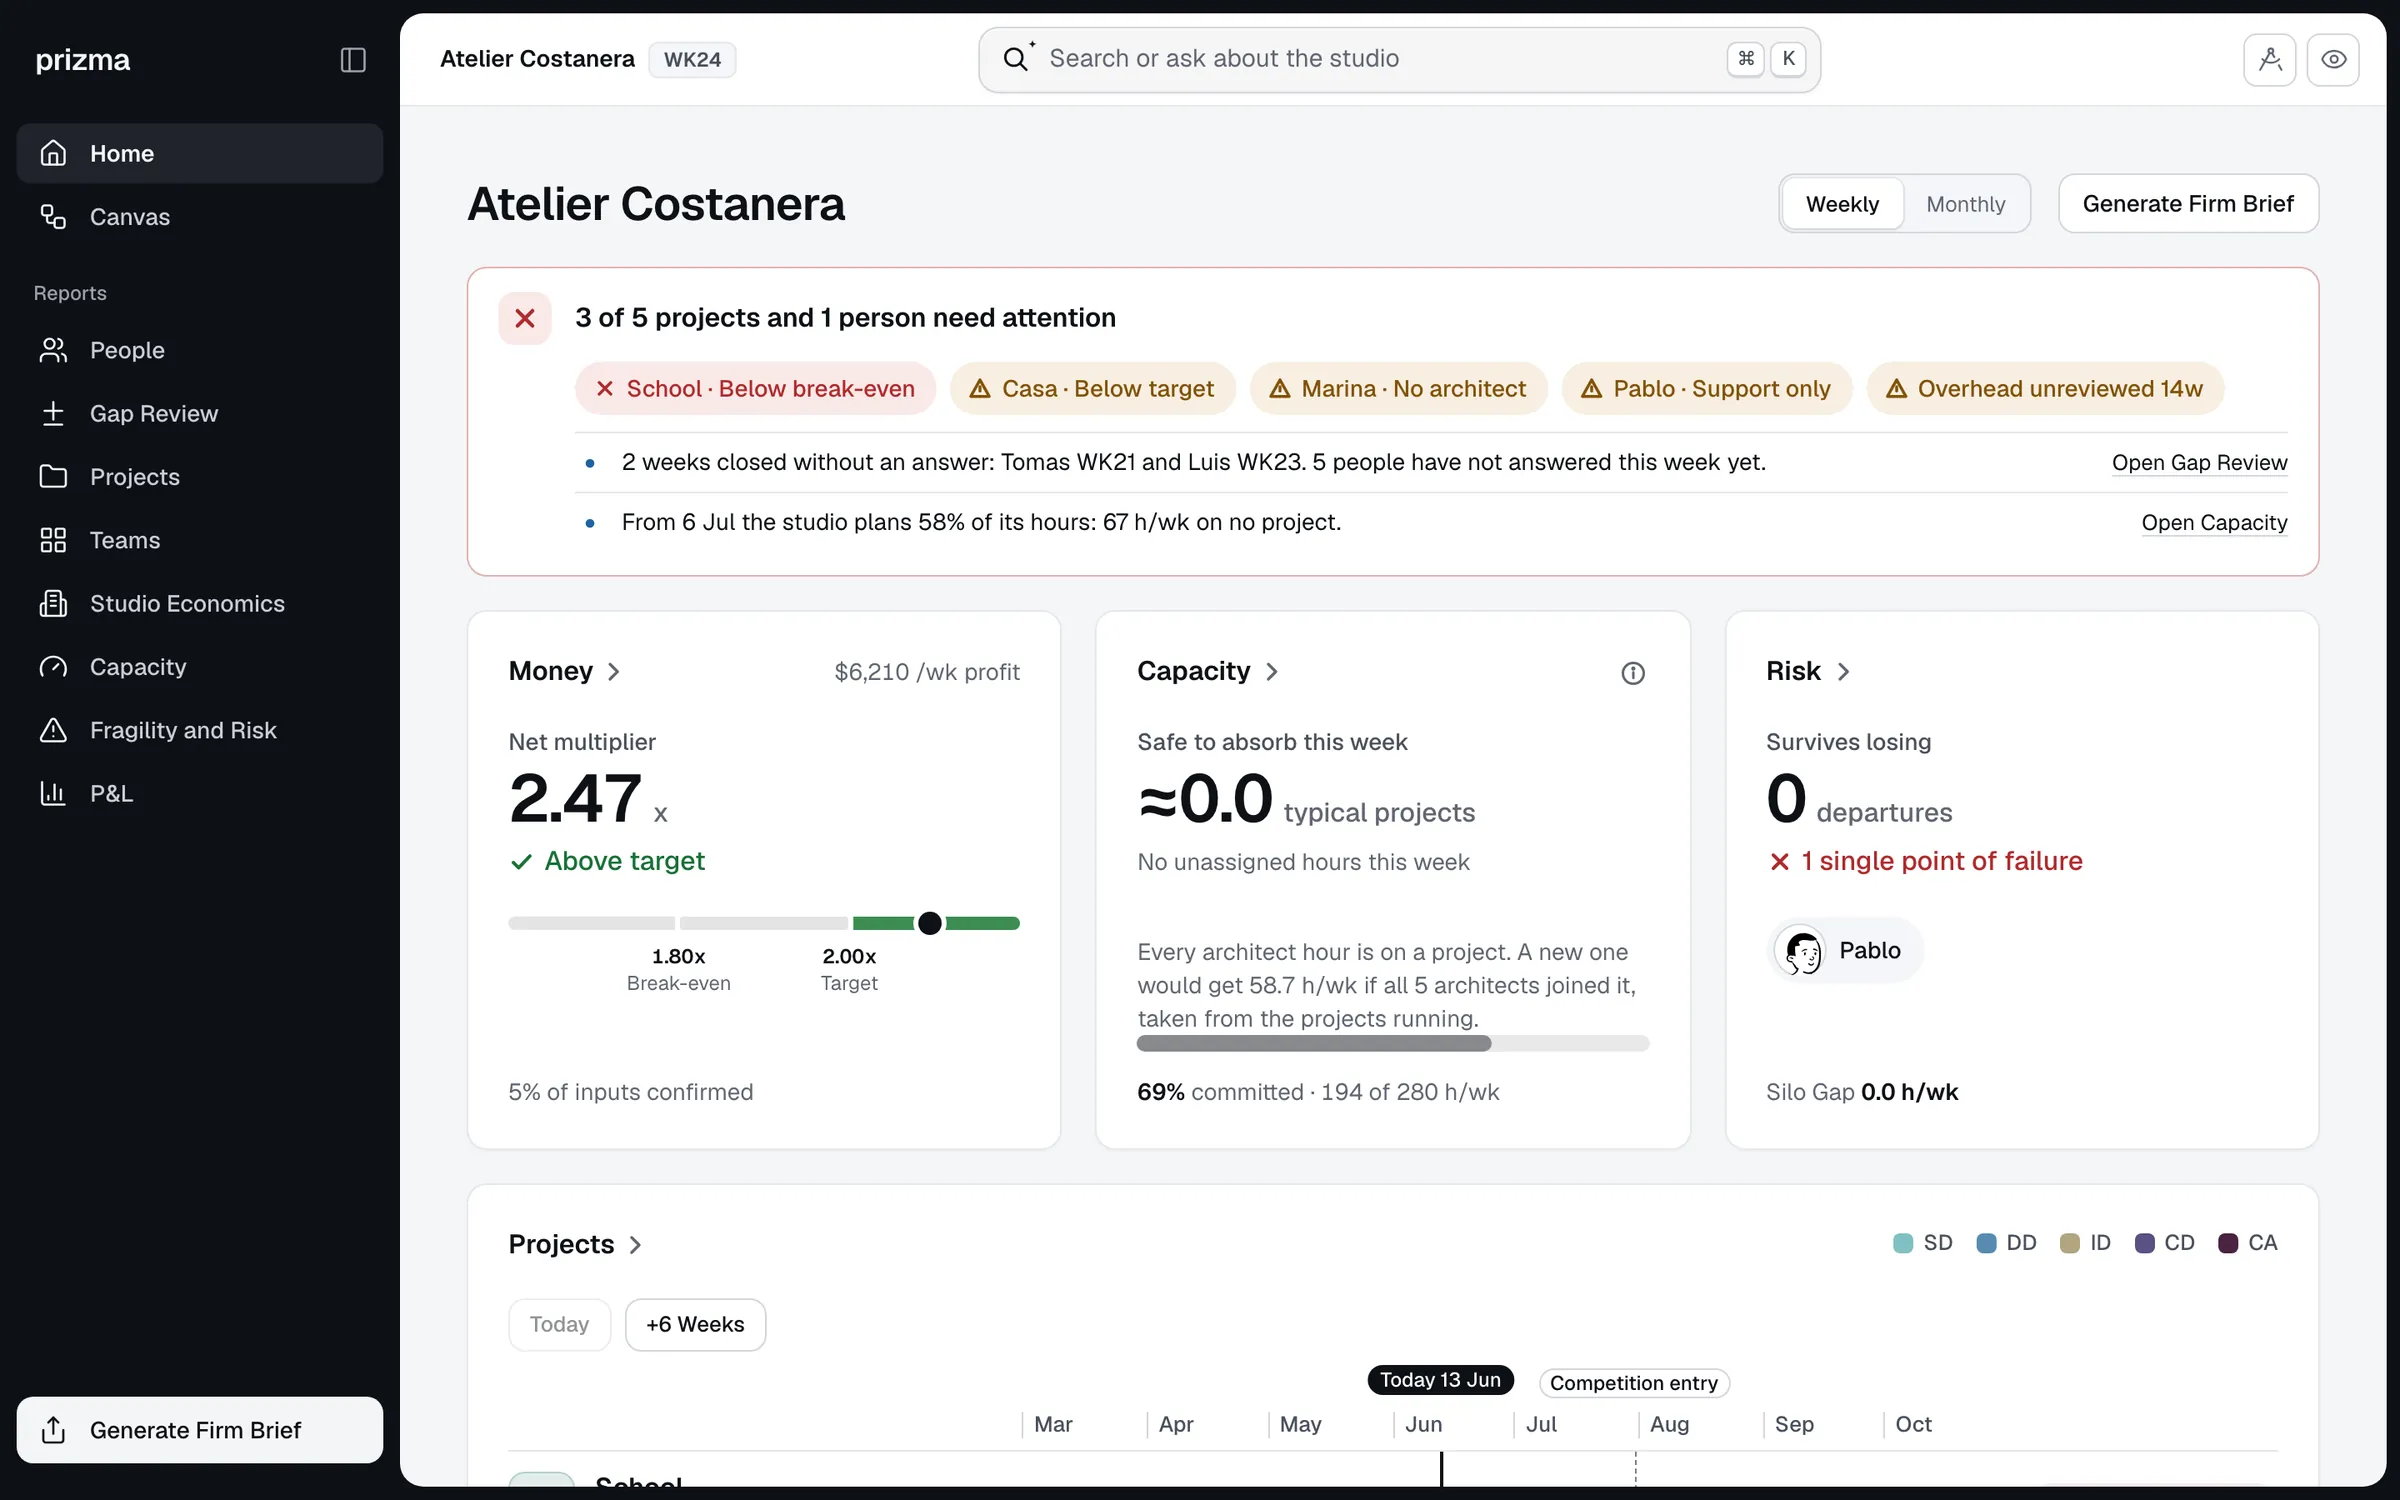 prizma
Home
Canvas
Reports
People
Gap Review
Projects
Teams
Studio Economics
Capacity
Fragility and Risk
P&L
Generate Firm Brief
Atelier Costanera WK24
Search or ask about the studio ⌘ K
Atelier Costanera
Weekly Monthly Generate Firm Brief
3 of 5 projects and 1 person need attention
School · Below break-even Casa · Below target Marina · No architect Pablo · Support only Overhead unreviewed 14w
2 weeks closed without an answer: Tomas WK21 and Luis WK23. 5 people have not answered this week yet. Open Gap Review
From 6 Jul the studio plans 58% of its hours: 67 h/wk on no project. Open Capacity
Money $6,210 /wk profit
Net multiplier
2.47 x
Above target
1.80x 2.00x
Break-even Target
5% of inputs confirmed
Capacity
Safe to absorb this week
≈0.0 typical projects
No unassigned hours this week
Every architect hour is on a project. A new one
would get 58.7 h/wk if all 5 architects joined it,
taken from the projects running.
69% committed · 194 of 280 h/wk
Risk
Survives losing
0 departures
1 single point of failure
Pablo
Silo Gap 0.0 h/wk
Projects SD DD ID CD CA
Today +6 Weeks
Today 13 Jun Competition entry
Mar Apr May Jun Jul Aug Sep Oct
School